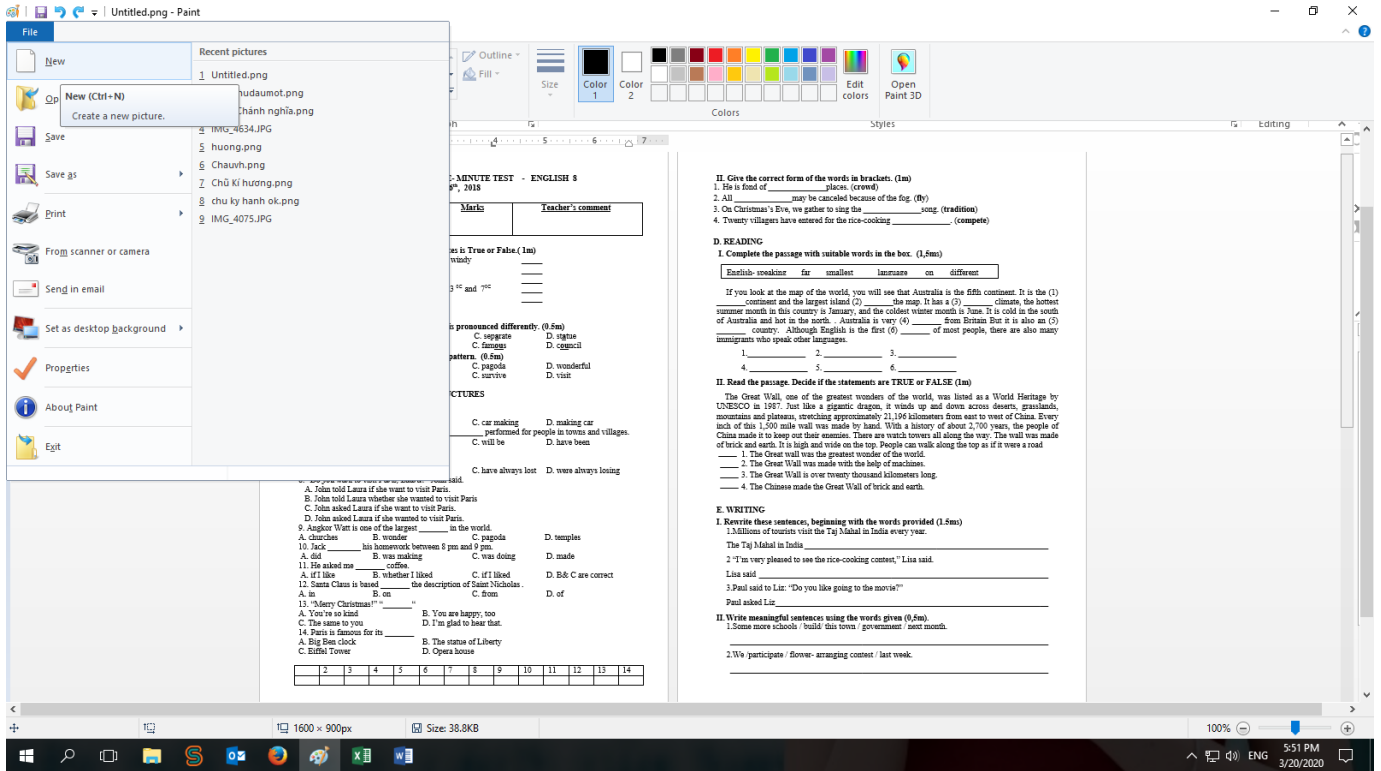 Untitled.png - Paint
File
New
Recent pictures
1 Untitled.png
New (Ctrl+N)
Create a new picture.
Op
hudaumot.png
Chánh nghĩa.png
4 IMG_4634.JPG
Save
5 huong.png
6 Chauvh.png
Save as
7 Chũ Kí hương.png
8 chu ky hanh ok.png
Print
9 IMG_4075.JPG
From scanner or camera
Send in email
Set as desktop background
Properties
About Paint
Exit
Outline
Fill
Size
Color 1
Color 2
Edit colors
Open Paint 3D
Colors
Styles
Editing
4 5 6 7
E- MINUTE TEST - ENGLISH 8
6th, 2018
Marks Teacher's comment
es is True or False.( 1m)
windy
3 oc and 7oc
is pronounced differently. (0.5m)
C. separate D. statue
C. famous D. council
pattern. (0.5m)
C. pagoda D. wonderful
C. survive D. visit
CTURES
C. car making D. making car
_______ performed for people in towns and villages.
C. will be D. have been
C. have always lost D. were always losing
said.
A. John told Laura if she want to visit Paris.
B. John told Laura whether she wanted to visit Paris
C. John asked Laura if she want to visit Paris.
D. John asked Laura if she wanted to visit Paris.
9. Angkor Watt is one of the largest _______ in the world.
A. churches B. wonder C. pagoda D. temples
10. Jack ________ his homework between 8 pm and 9 pm.
A. did B. was making C. was doing D. made
11. He asked me _______ coffee.
A. if I like B. whether I liked C. if I liked D. B& C are correct
12. Santa Claus is based _______ the description of Saint Nicholas .
A. in B. on C. from D. of
13. "Merry Christmas!" "_______"
A. You're so kind B. You are happy, too
C. The same to you D. I'm glad to hear that.
14. Paris is famous for its _______
A. Big Ben clock B. The statue of Liberty
C. Eiffel Tower D. Opera house
2 3 4 5 6 7 8 9 10 11 12 13 14
II. Give the correct form of the words in brackets. (1m)
1. He is fond of ______________places. (crowd)
2. All ______________may be canceled because of the fog. (fly)
3. On Christmas's Eve, we gather to sing the ______________song. (tradition)
4. Twenty villagers have entered for the rice-cooking ______________. (compete)
D. READING
I. Complete the passage with suitable words in the box. (1,5ms)
English- speaking far smallest language on different
If you look at the map of the world, you will see that Australia is the fifth continent. It is the (1)
_______continent and the largest island (2) _______the map. It has a (3) _______ climate, the hottest
summer month in this country is January, and the coldest winter month is June. It is cold in the south
of Australia and hot in the north. . Australia is very (4) _______ from Britain But it is also an (5)
_______ country. Although English is the first (6) _______ of most people, there are also many
immigrants who speak other languages.
1.______________ 2. ______________ 3. ______________
4. ______________ 5. ______________ 6. ______________
II. Read the passage. Decide if the statements are TRUE or FALSE (1m)
The Great Wall, one of the greatest wonders of the world, was listed as a World Heritage by
UNESCO in 1987. Just like a gigantic dragon, it winds up and down across deserts, grasslands,
mountains and plateaus, stretching approximately 21,196 kilometers from east to west of China. Every
inch of this 1,500 mile wall was made by hand. With a history of about 2,700 years, the people of
China made it to keep out their enemies. There are watch towers all along the way. The wall was made
of brick and earth. It is high and wide on the top. People can walk along the top as if it were a road
____ 1. The Great wall was the greatest wonder of the world.
____ 2. The Great Wall was made with the help of machines.
____ 3. The Great Wall is over twenty thousand kilometers long.
____ 4. The Chinese made the Great Wall of brick and earth.
E. WRITING
I. Rewrite these sentences, beginning with the words provided (1.5ms)
1.Millions of tourists visit the Taj Mahal in India every year.
The Taj Mahal in India ______________
2 "I'm very pleased to see the rice-cooking contest," Lisa said.
Lisa said ______________
3.Paul said to Liz: "Do you like going to the movie?"
Paul asked Liz______________
II. Write meaningful sentences using the words given (0,5m).
1.Some more schools / build/ this town / government / next month.
2.We /participate / flower- arranging contest / last week.
1600 × 900px
Size: 38.8KB
100%
ENG
5:51 PM
3/20/2020